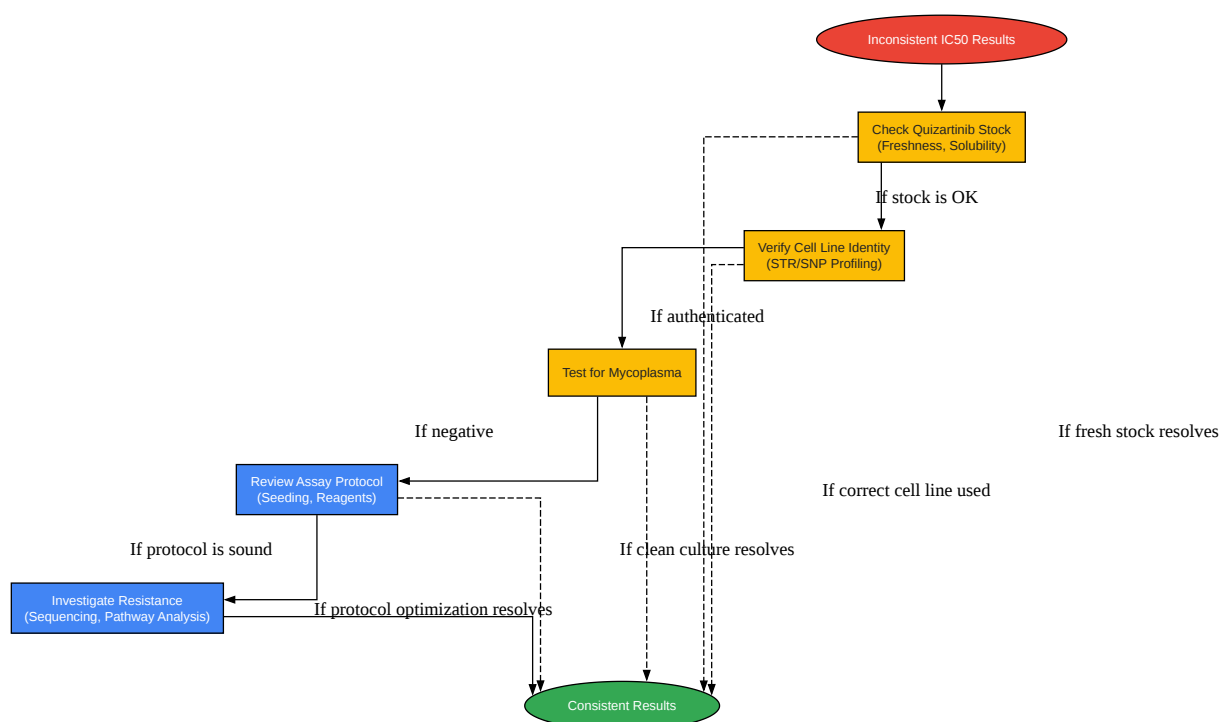 Inconsistent IC50 Results
Check Quizartinib Stock
(Freshness, Solubility)
If stock is OK
Verify Cell Line Identity
(STR/SNP Profiling)
If authenticated
Test for Mycoplasma
If negative
If fresh stock resolves
Review Assay Protocol
(Seeding, Reagents)
If correct cell line used
If protocol is sound
If clean culture resolves
Investigate Resistance
(Sequencing, Pathway Analysis)
If protocol optimization resolves
Consistent Results